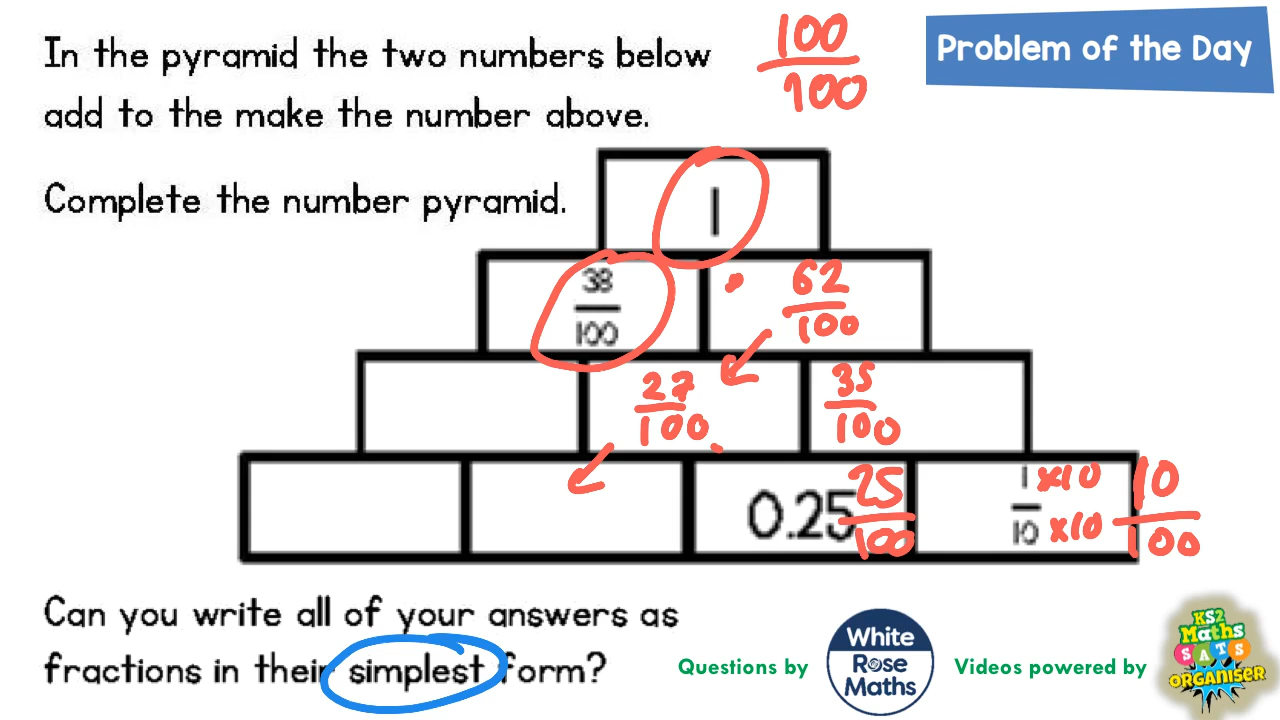 In the pyramid the two numbers below
add to the make the number above.
100
100
Problem of the Day
Complete the number pyramid.
1
38
100
62
100
27
100
35
100
0.25
25
100
1 ×10
10 ×10
10
100
Can you write all of your answers as
fractions in their simplest form?
Questions by
White
Rose
Maths
Videos powered by
KS2
Maths
SATS
ORGANISER